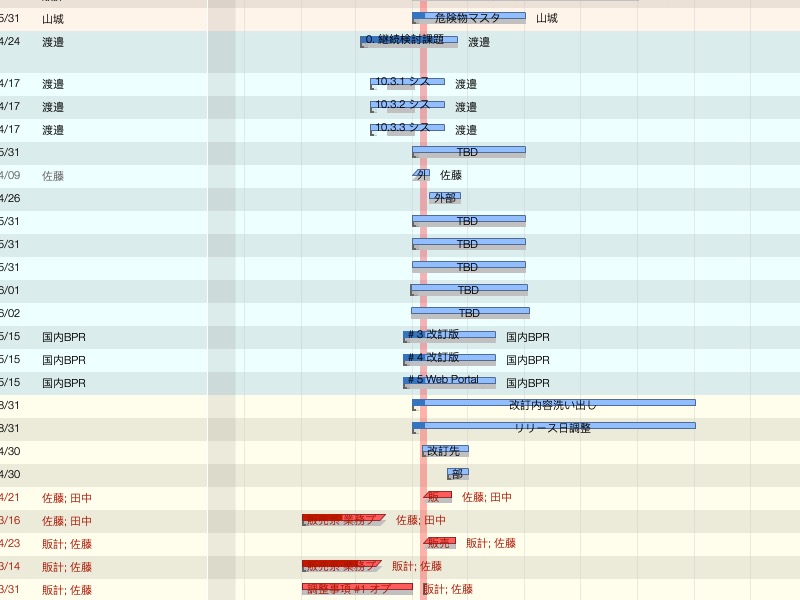 5/31 山城 危険物マスタ 山城
4/24 渡邉 0. 継続検討課題 渡邉
4/17 渡邉 10.3.1 シス 渡邉
4/17 渡邉 10.3.2 シス 渡邉
4/17 渡邉 10.3.3 シス 渡邉
5/31 TBD
4/09 佐藤 外 佐藤
4/26 外部
5/31 TBD
5/31 TBD
5/31 TBD
6/01 TBD
6/02 TBD
5/15 国内BPR #3 改訂版 国内BPR
5/15 国内BPR #4 改訂版 国内BPR
5/15 国内BPR #5 Web Portal 国内BPR
8/31 改訂内容洗い出し
8/31 リリース日調整
4/30 改訂先
4/30 部
4/21 佐藤; 田中 販 佐藤; 田中
3/16 佐藤; 田中 販売系 業務フ 佐藤; 田中
4/23 販計; 佐藤 販売 販計; 佐藤
3/14 販計; 佐藤 販売系 業務フ 販計; 佐藤
3/31 販計; 佐藤 調整事項 #1 オプ 販計; 佐藤